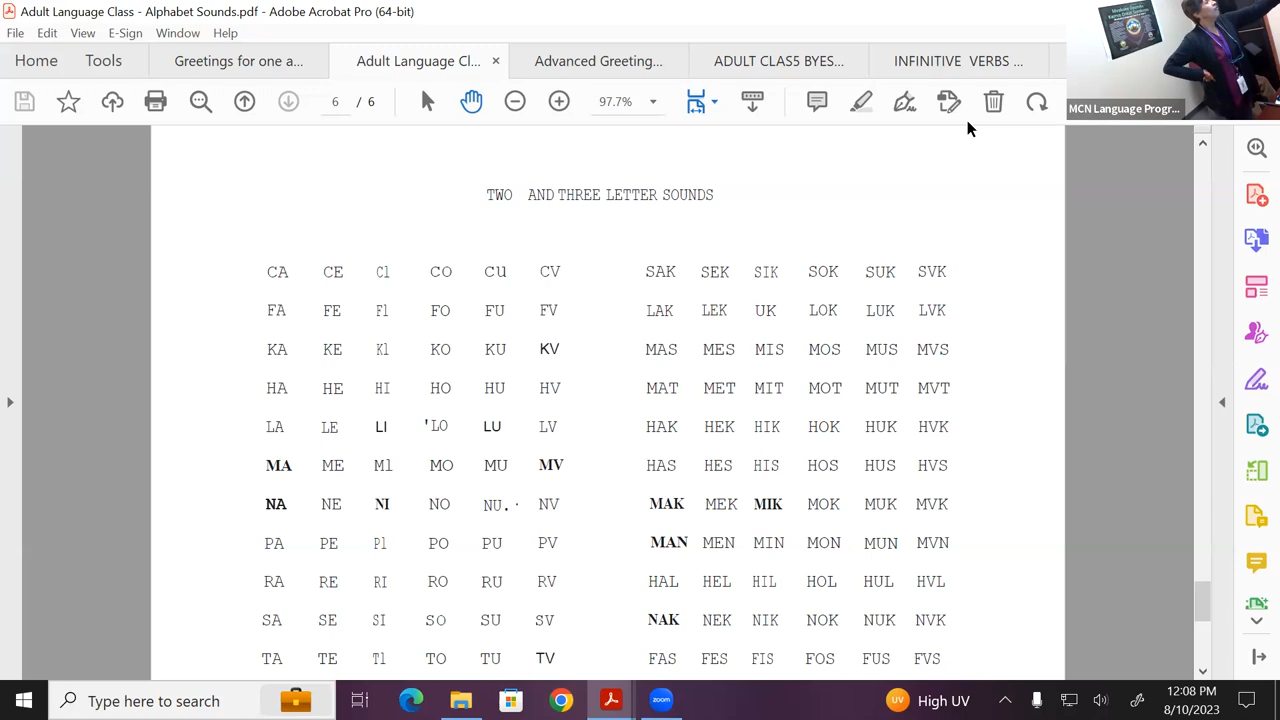 Adult Language Class - Alphabet Sounds.pdf - Adobe Acrobat Pro (64-bit)
File Edit View E-Sign Window Help
Home Tools Greetings for one a... Adult Language Cl... × Advanced Greeting... ADULT CLAS5 BYES... INFINITIVE VERBS ...
6 / 6 97.7%
MCN Language Progr...
TWO AND THREE LETTER SOUNDS
CA CE Cl CO CU CV SAK SEK SIK SOK SUK SVK
FA FE Fl FO FU FV LAK LEK UK LOK LUK LVK
KA KE Kl KO KU KV MAS MES MIS MOS MUS MVS
HA HE HI HO HU HV MAT MET MIT MOT MUT MVT
LA LE LI 'LO LU LV HAK HEK HIK HOK HUK HVK
MA ME Ml MO MU MV HAS HES HIS HOS HUS HVS
NA NE NI NO NU. · NV MAK MEK MIK MOK MUK MVK
PA PE Pl PO PU PV MAN MEN MIN MON MUN MVN
RA RE RI RO RU RV HAL HEL HIL HOL HUL HVL
SA SE SI SO SU SV NAK NEK NIK NOK NUK NVK
TA TE Tl TO TU TV FAS FES FIS FOS FUS FVS
Type here to search
zoom
UV High UV
12:08 PM
8/10/2023